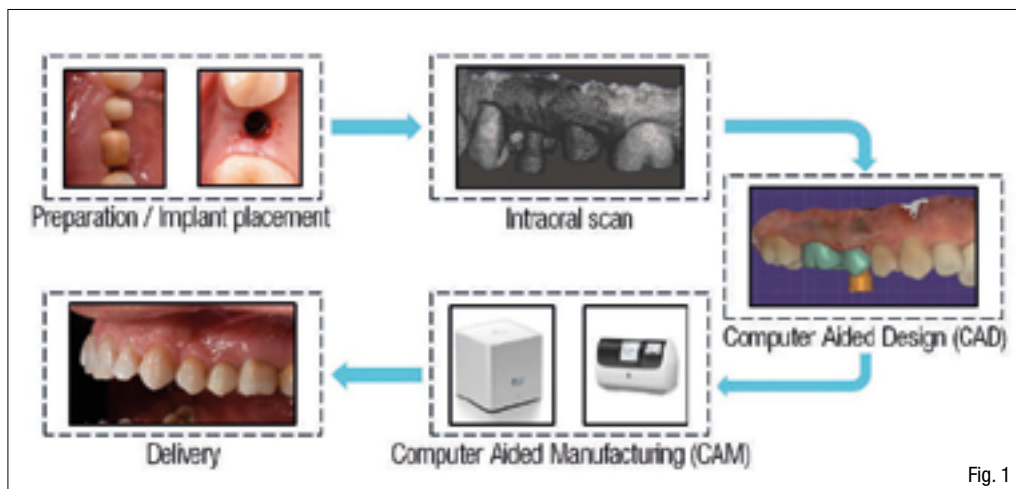 Preparation / Implant placement
Intraoral scan
Computer Aided Design (CAD)
Computer Aided Manufacturing (CAM)
Delivery
Fig. 1